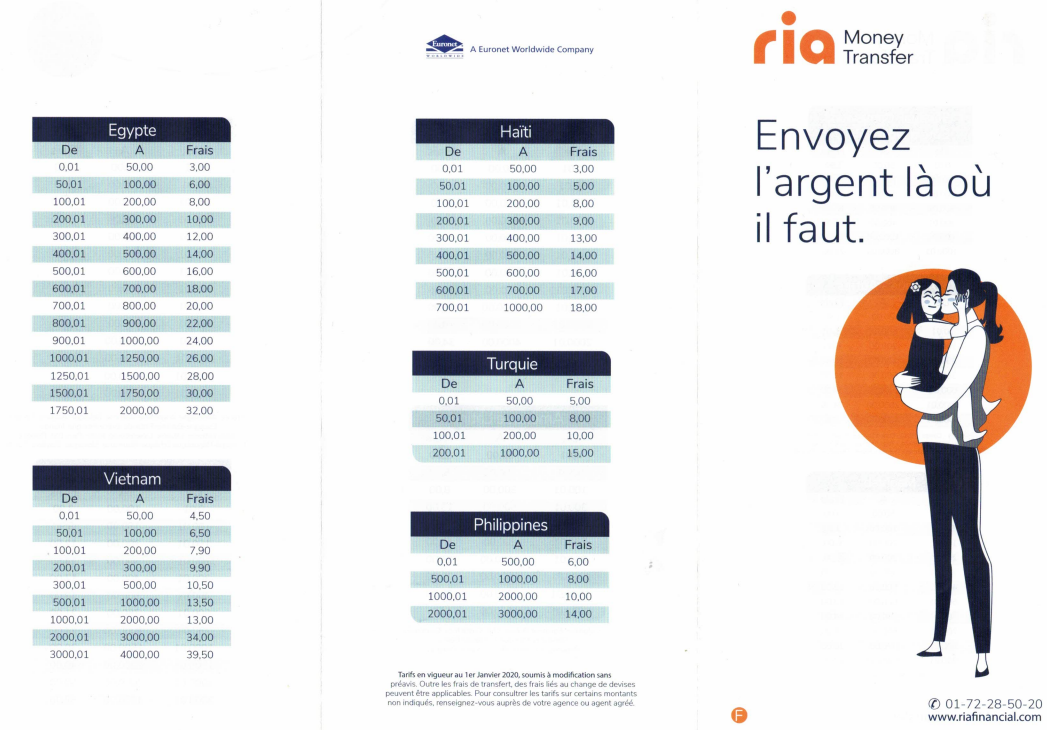 Egypte
De A Frais
0,01 50,00 3,00
50,01 100,00 6,00
100,01 200,00 8,00
200,01 300,00 10,00
300,01 400,00 12,00
400,01 500,00 14,00
500,01 600,00 16,00
600,01 700,00 18,00
700,01 800,00 20,00
800,01 900,00 22,00
900,01 1000,00 24,00
1000,01 1250,00 26,00
1250,01 1500,00 28,00
1500,01 1750,00 30,00
1750,01 2000,00 32,00
Vietnam
De A Frais
0,01 50,00 4,50
50,01 100,00 6,50
100,01 200,00 7,90
200,01 300,00 9,90
300,01 500,00 10,50
500,01 1000,00 13,50
1000,01 2000,00 13,00
2000,01 3000,00 34,00
3000,01 4000,00 39,50
Euronet
WORLDWIDE
A Euronet Worldwide Company
Haïti
De A Frais
0,01 50,00 3,00
50,01 100,00 5,00
100,01 200,00 8,00
200,01 300,00 9,00
300,01 400,00 13,00
400,01 500,00 14,00
500,01 600,00 16,00
600,01 700,00 17,00
700,01 1000,00 18,00
Turquie
De A Frais
0,01 50,00 5,00
50,01 100,00 8,00
100,01 200,00 10,00
200,01 1000,00 15,00
Philippines
De A Frais
0,01 500,00 6,00
500,01 1000,00 8,00
1000,01 2000,00 10,00
2000,01 3000,00 14,00
Tarifs en vigueur au 1er Janvier 2020, soumis à modification sans
préavis. Outre les frais de transfert, des frais liés au change de devises
peuvent être applicables. Pour consultrer les tarifs sur certains montants
non indiqués, renseignez-vous auprès de votre agence ou agent agréé.
ria Money
Transfer
Envoyez
l'argent là où
il faut.
F
✆ 01-72-28-50-20
www.riafinancial.com